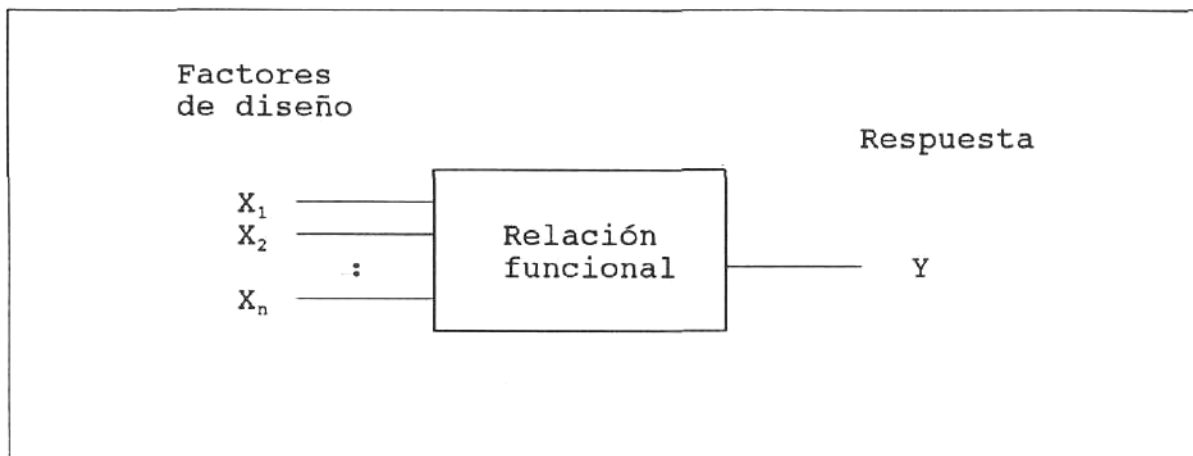 Factores
de diseño
Respuesta
X₁
X₂
Relación
:
funcional
Y
Xₙ